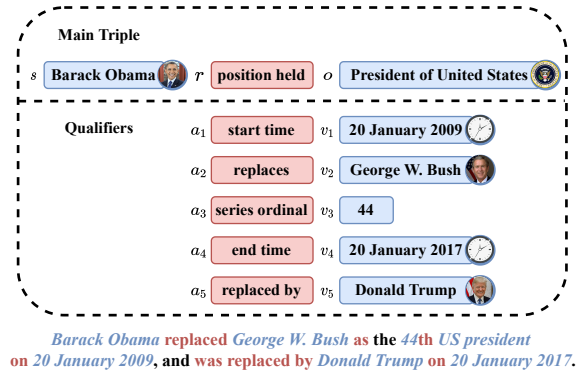 Main Triple
s Barack Obama r position held o President of United States
Qualifiers
a1 start time v1 20 January 2009
a2 replaces v2 George W. Bush
a3 series ordinal v3 44
a4 end time v4 20 January 2017
a5 replaced by v5 Donald Trump
Barack Obama replaced George W. Bush as the 44th US president
on 20 January 2009, and was replaced by Donald Trump on 20 January 2017.